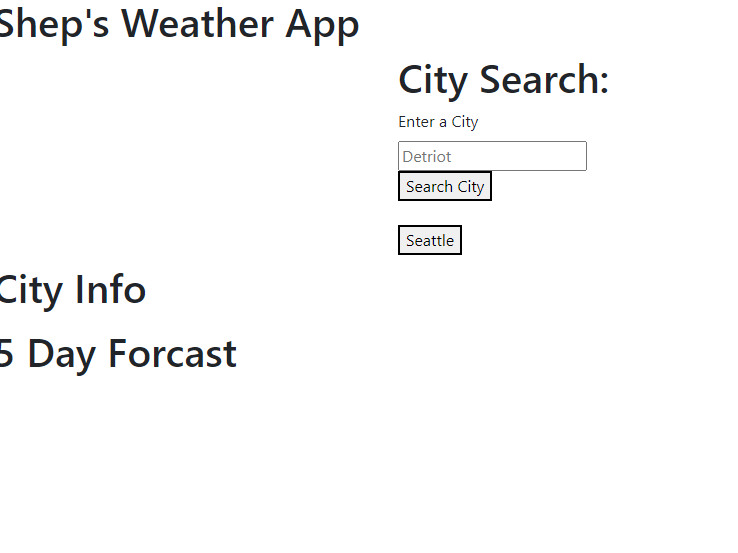 Shep's Weather App
City Search:
Enter a City
Detriot
Search City
Seattle
City Info
5 Day Forcast